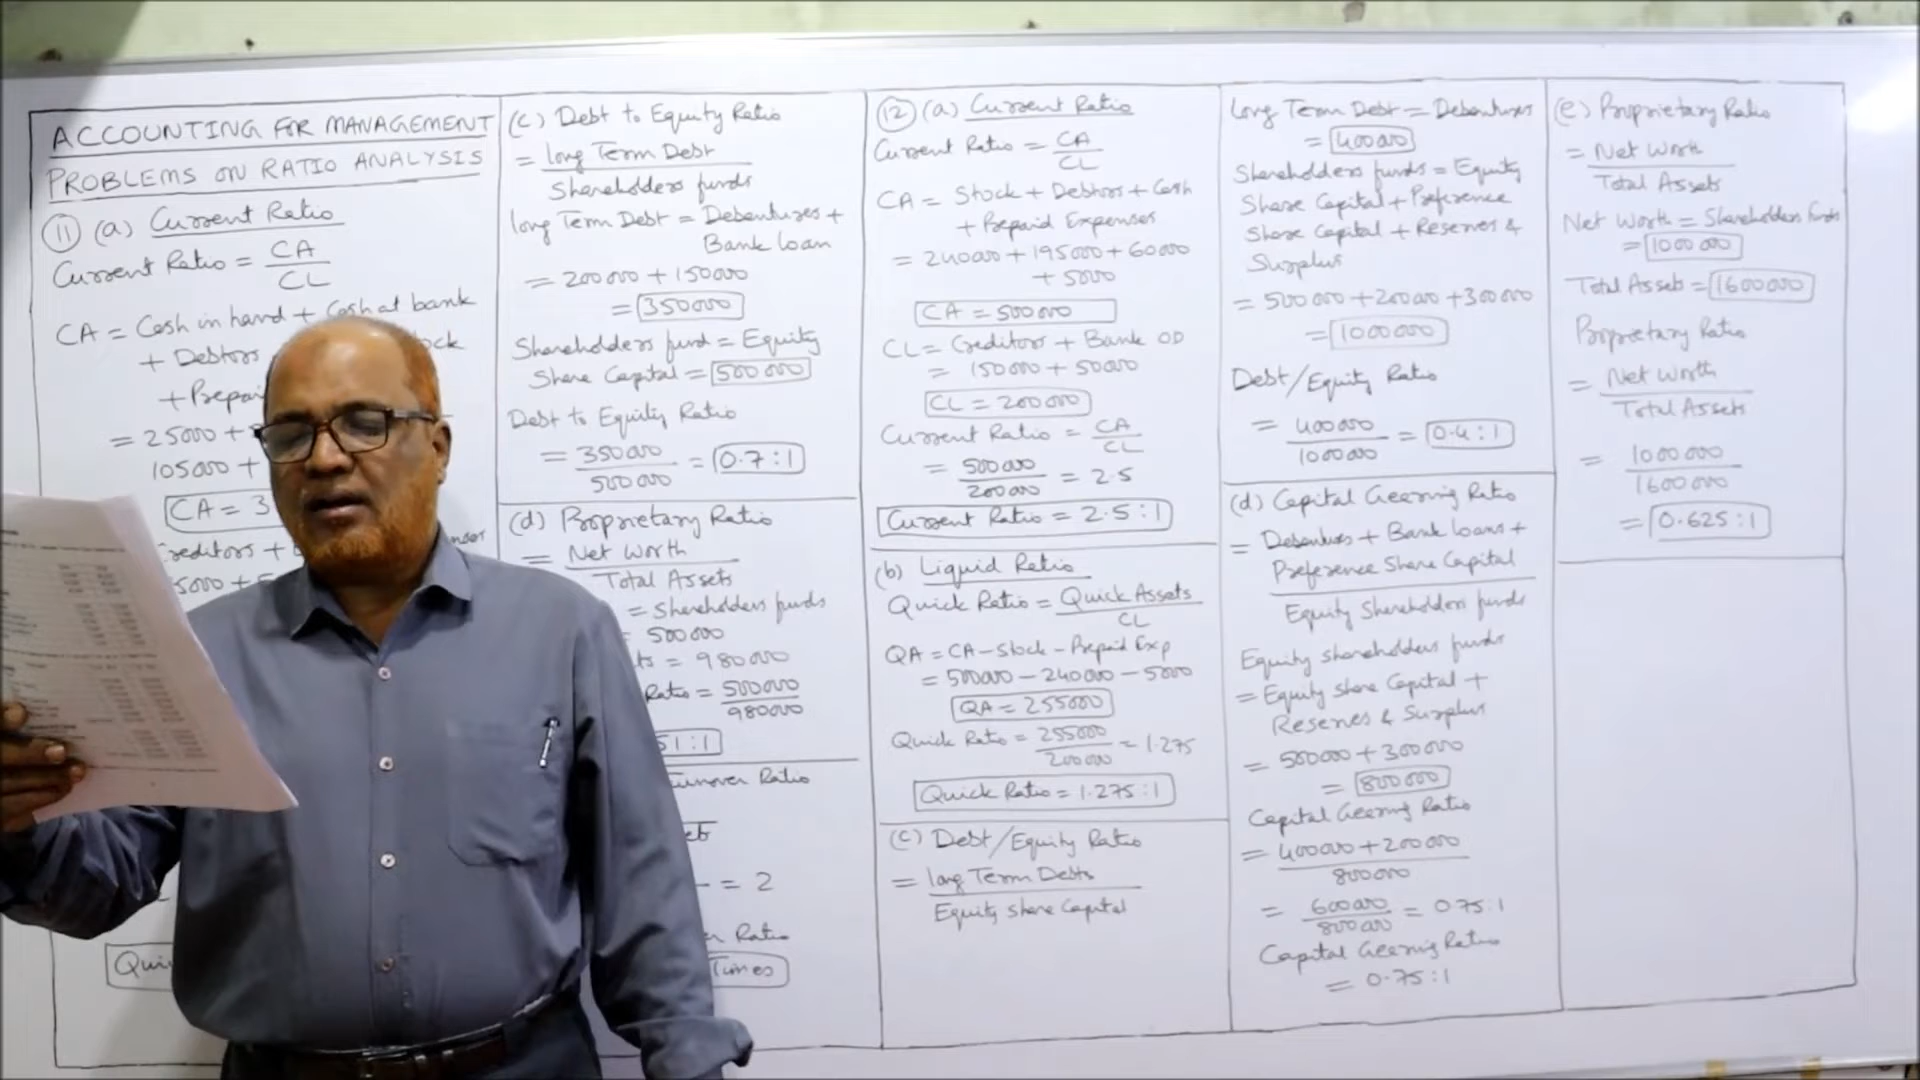 ACCOUNTING FOR MANAGEMENT
PROBLEMS ON RATIO ANALYSIS
(11) (a) Current Ratio
Current Ratio = CA / CL
CA = Cash in hand + Cash at bank
+ Debtors
+ Prepai
= 25000 +
105000 +
CA = 3
Creditors +
5000 + 5
Qui
(c) Debt to Equity Ratio
= long Term Debt / Shareholders funds
long Term Debt = Debentures +
Bank loan
= 200000 + 150000
= 350000
Shareholders fund = Equity
Share Capital = 500000
Debt to Equity Ratio
= 350000 / 500000 = 0.7 : 1
(d) Proprietary Ratio
= Net Worth / Total Assets
= Shareholders funds
= 500000
ts = 980000
Ratio = 500000 / 980000
51 : 1
urnover Ratio
= 2
Ratio
Times
(12) (a) Current Ratio
Current Ratio = CA / CL
CA = Stock + Debtors + Cash
+ Prepaid Expenses
= 240000 + 195000 + 60000
+ 5000
CA = 500000
CL = Creditors + Bank OD
= 150000 + 50000
CL = 200000
Current Ratio = CA / CL
= 500000 / 200000 = 2.5
Current Ratio = 2.5 : 1
(b) Liquid Ratio
Quick Ratio = Quick Assets / CL
QA = CA - Stock - Prepaid Exp
= 500000 - 240000 - 5000
QA = 255000
Quick Ratio = 255000 / 200000 = 1.275
Quick Ratio = 1.275 : 1
(c) Debt/Equity Ratio
= long Term Debts / Equity Share Capital
long Term Debt = Debentures
= 400000
Shareholders funds = Equity
Share Capital + Preference
Share Capital + Reserves &
Surplus
= 500000 + 200000 + 300000
= 1000000
Debt/Equity Ratio
= 400000 / 1000000 = 0.4 : 1
(d) Capital Gearing Ratio
= Debentures + Bank loans +
Preference Share Capital / Equity Shareholders funds
Equity shareholders funds
= Equity Share Capital +
Reserves & Surplus
= 500000 + 300000
= 800000
Capital Gearing Ratio
= 400000 + 200000 / 800000
= 600000 / 800000 = 0.75 : 1
Capital Gearing Ratio
= 0.75 : 1
(e) Proprietary Ratio
= Net Worth / Total Assets
Net Worth = Shareholders funds
= 1000000
Total Assets = 1600000
Proprietary Ratio
= Net Worth / Total Assets
= 1000000 / 1600000
= 0.625 : 1